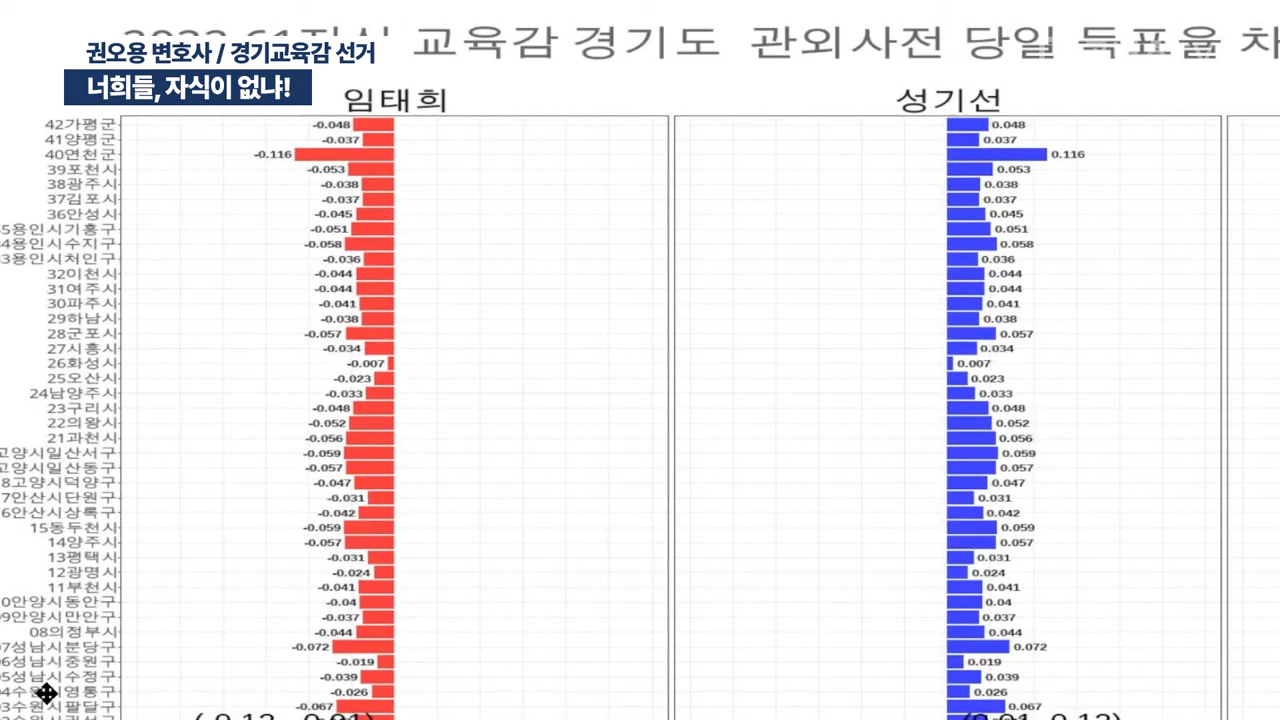 교육감 경기도 관외사전 당일 득표율 차
권오용 변호사 / 경기교육감 선거
너희들, 자식이 없냐!
임태희 성기선
42가평군 -0.048 0.048
41양평군 -0.037 0.037
40연천군 -0.116 0.116
39포천시 -0.053 0.053
38광주시 -0.038 0.038
37김포시 -0.037 0.037
36안성시 -0.045 0.045
5용인시기흥구 -0.051 0.051
4용인시수지구 -0.058 0.058
3용인시처인구 -0.036 0.036
32이천시 -0.044 0.044
31여주시 -0.044 0.044
30파주시 -0.041 0.041
29하남시 -0.038 0.038
28군포시 -0.057 0.057
27시흥시 -0.034 0.034
26화성시 -0.007 0.007
25오산시 -0.023 0.023
24남양주시 -0.033 0.033
23구리시 -0.048 0.048
22의왕시 -0.052 0.052
21과천시 -0.056 0.056
고양시일산서구 -0.059 0.059
고양시일산동구 -0.057 0.057
8고양시덕양구 -0.047 0.047
7안산시단원구 -0.031 0.031
6안산시상록구 -0.042 0.042
15동두천시 -0.059 0.059
14양주시 -0.057 0.057
13평택시 -0.031 0.031
12광명시 -0.024 0.024
11부천시 -0.041 0.041
0안양시동안구 -0.04 0.04
09안양시만안구 -0.037 0.037
08의정부시 -0.044 0.044
07성남시분당구 -0.072 0.072
6성남시중원구 -0.019 0.019
5성남시수정구 -0.039 0.039
-0.026 0.026
3수원시팔달구 -0.067 0.067